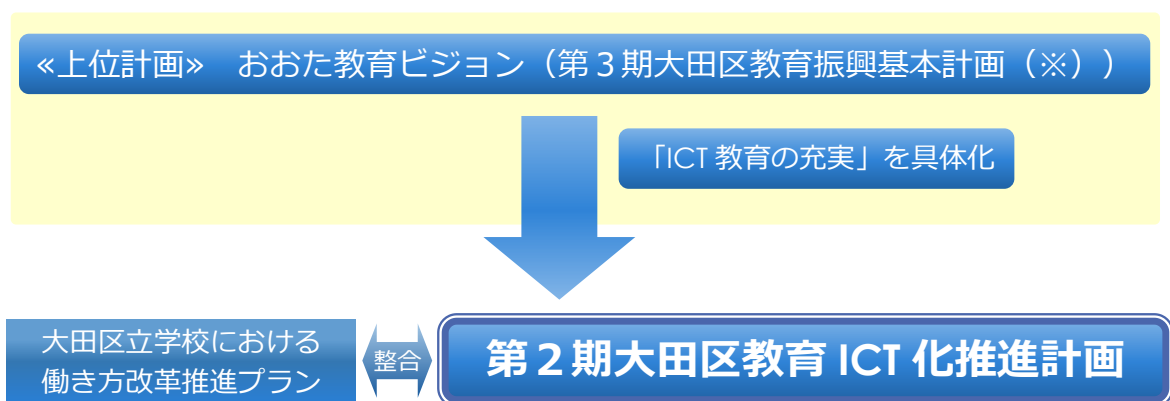 ≪上位計画≫　おおた教育ビジョン（第３期大田区教育振興基本計画（※））
「ICT 教育の充実」を具体化
大田区立学校における
働き方改革推進プラン
整合
第２期大田区教育 ICT 化推進計画